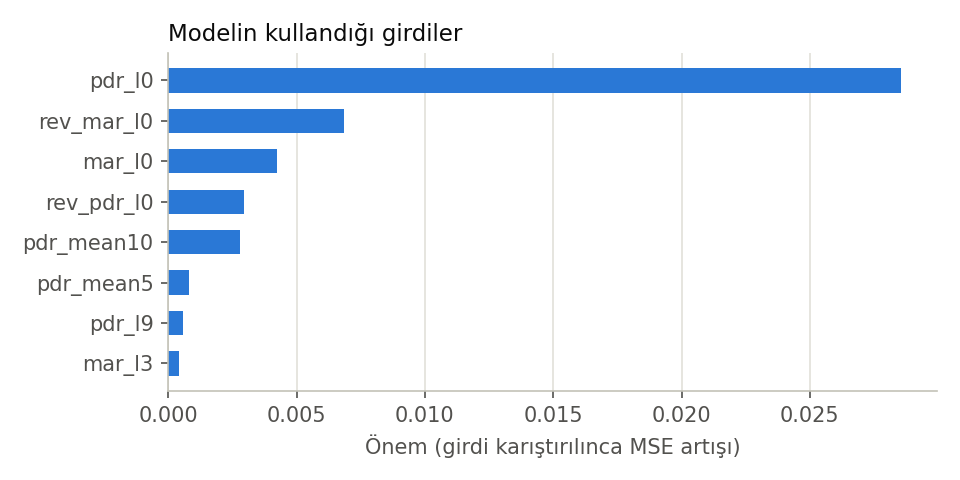 Modelin kullandığı girdiler
pdr_l0
rev_mar_l0
mar_l0
rev_pdr_l0
pdr_mean10
pdr_mean5
pdr_l9
mar_l3
0.000 0.005 0.010 0.015 0.020 0.025
Önem (girdi karıştırılınca MSE artışı)